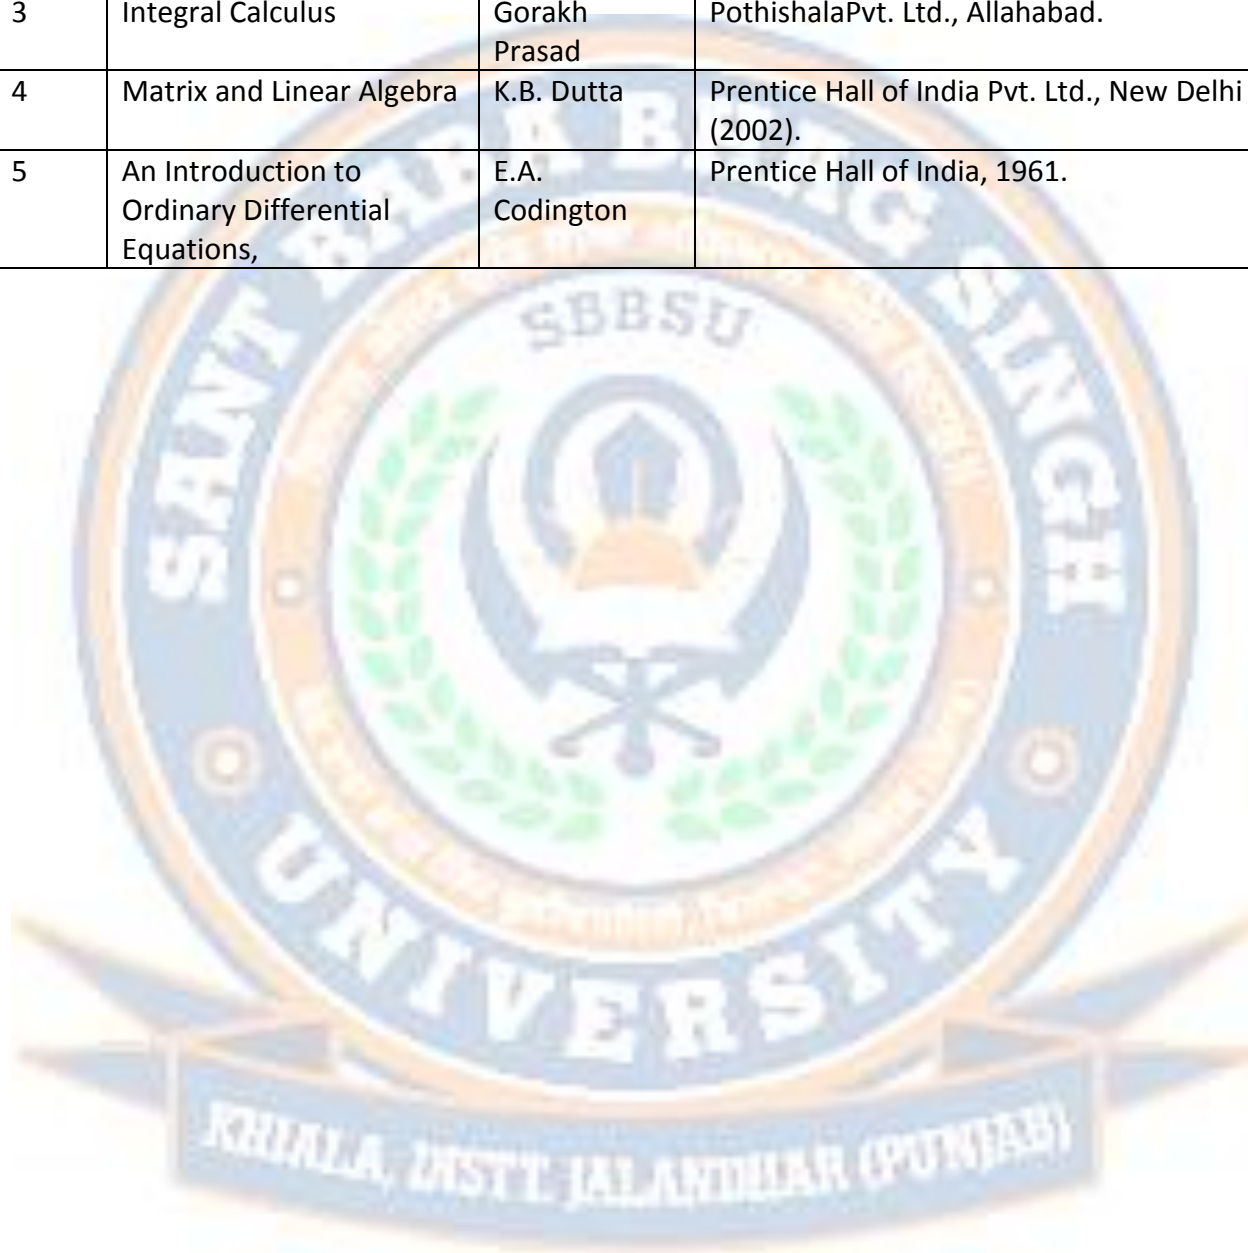 3 Integral Calculus Gorakh Prasad PothishalaPvt. Ltd., Allahabad.
4 Matrix and Linear Algebra K.B. Dutta Prentice Hall of India Pvt. Ltd., New Delhi (2002).
5 An Introduction to Ordinary Differential Equations, E.A. Codington Prentice Hall of India, 1961.
SANT BABA BHAG SINGH
SBBSU
UNIVERSITY
KHIALA, DISTT. JALANDHAR (PUNJAB)